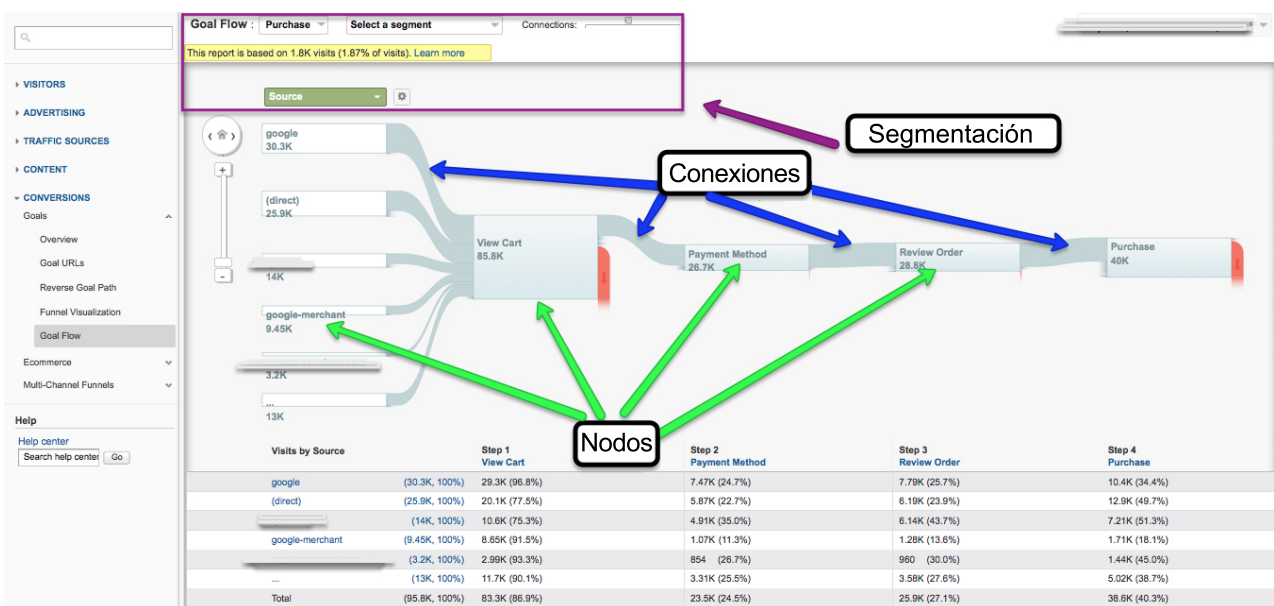 Goal Flow : Purchase Select a segment Connections:
This report is based on 1.8K visits (1.87% of visits). Learn more
VISITORS
ADVERTISING
TRAFFIC SOURCES
CONTENT
CONVERSIONS
Goals
Overview
Goal URLs
Reverse Goal Path
Funnel Visualization
Goal Flow
Ecommerce
Multi-Channel Funnels
Help
Help center
Search help center Go
Source
Segmentación
Conexiones
Nodos
google
30.3K
(direct)
25.9K
14K
google-merchant
9.45K
3.2K
...
13K
View Cart
85.8K
Payment Method
26.7K
Review Order
28.8K
Purchase
40K
Visits by Source Step 1 Step 2 Step 3 Step 4
View Cart Payment Method Review Order Purchase
google (30.3K, 100%) 29.3K (96.8%) 7.47K (24.7%) 7.79K (25.7%) 10.4K (34.4%)
(direct) (25.9K, 100%) 20.1K (77.5%) 5.87K (22.7%) 6.19K (23.9%) 12.9K (49.7%)
(14K, 100%) 10.6K (75.3%) 4.91K (35.0%) 6.14K (43.7%) 7.21K (51.3%)
google-merchant (9.45K, 100%) 8.65K (91.5%) 1.07K (11.3%) 1.28K (13.6%) 1.71K (18.1%)
(3.2K, 100%) 2.99K (93.3%) 854 (26.7%) 960 (30.0%) 1.44K (45.0%)
... (13K, 100%) 11.7K (90.1%) 3.31K (25.5%) 3.58K (27.6%) 5.02K (38.7%)
Total (95.8K, 100%) 83.3K (86.9%) 23.5K (24.5%) 25.9K (27.1%) 38.6K (40.3%)